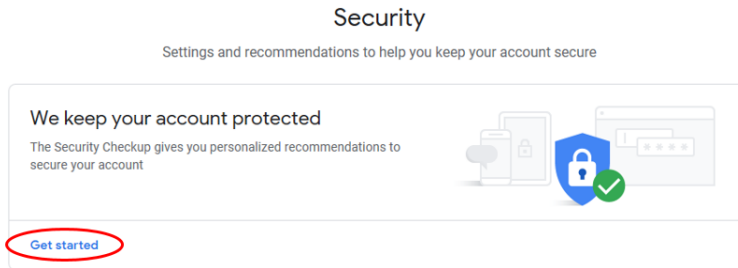 Security
Settings and recommendations to help you keep your account secure
We keep your account protected
The Security Checkup gives you personalized recommendations to
secure your account
Get started